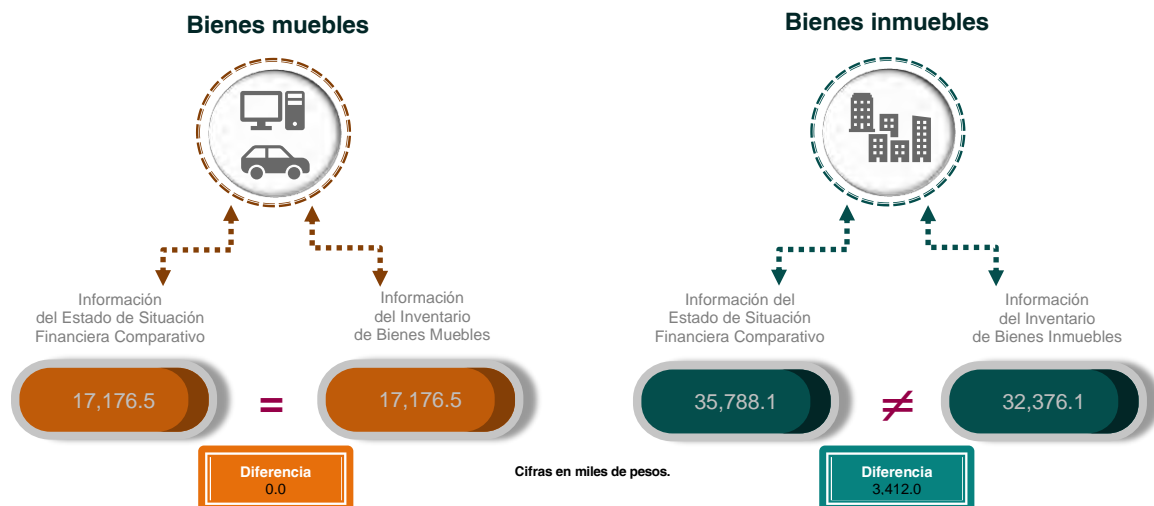 Bienes muebles
Información
del Estado de Situación
Financiera Comparativo
Información
del Inventario
de Bienes Muebles
17,176.5
=
17,176.5
Diferencia
0.0
Cifras en miles de pesos.
Bienes inmuebles
Información del
Estado de Situación
Financiera Comparativo
Información
del Inventario
de Bienes Inmuebles
35,788.1
≠
32,376.1
Diferencia
3,412.0